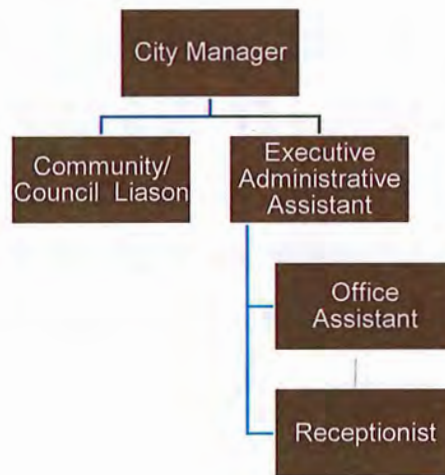 City Manager
Community/
Council Liason
Executive
Administrative
Assistant
Office
Assistant
Receptionist